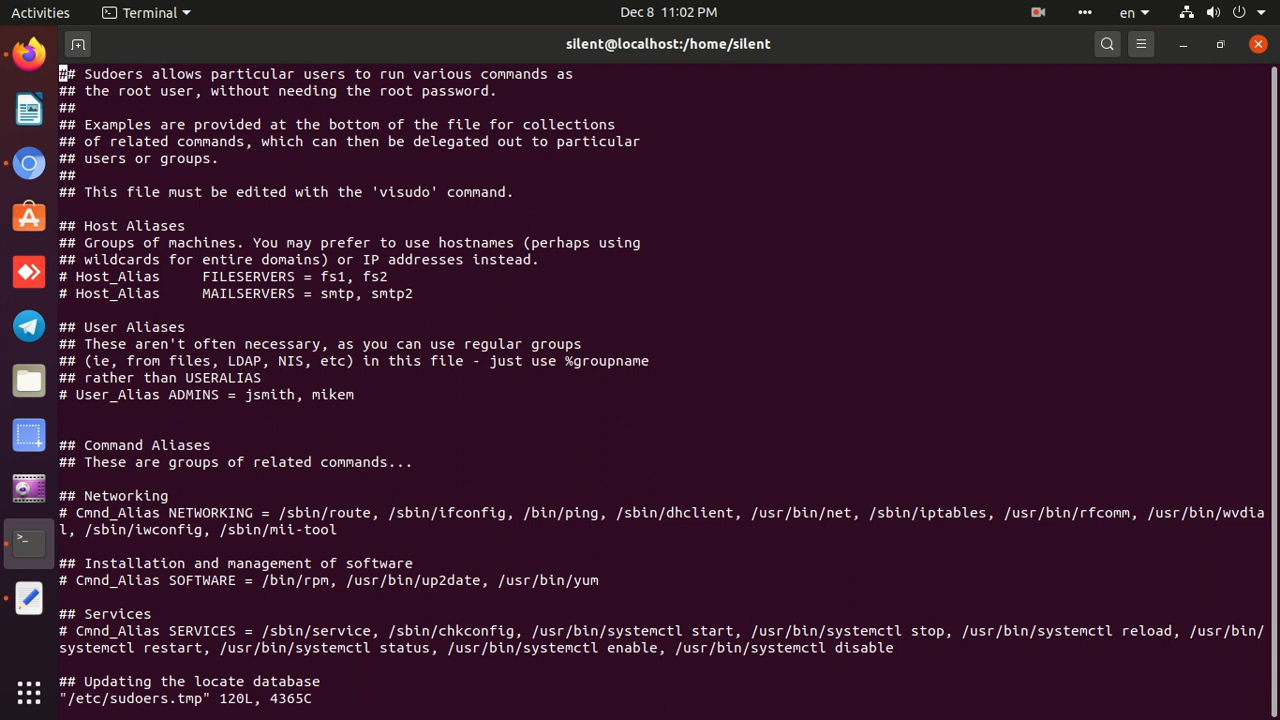 Activities
Terminal
Dec 8 11:02 PM
en
silent@localhost:/home/silent
## Sudoers allows particular users to run various commands as
## the root user, without needing the root password.
##
## Examples are provided at the bottom of the file for collections
## of related commands, which can then be delegated out to particular
## users or groups.
##
## This file must be edited with the 'visudo' command.
## Host Aliases
## Groups of machines. You may prefer to use hostnames (perhaps using
## wildcards for entire domains) or IP addresses instead.
# Host_Alias     FILESERVERS = fs1, fs2
# Host_Alias     MAILSERVERS = smtp, smtp2
## User Aliases
## These aren't often necessary, as you can use regular groups
## (ie, from files, LDAP, NIS, etc) in this file - just use %groupname
## rather than USERALIAS
# User_Alias ADMINS = jsmith, mikem
## Command Aliases
## These are groups of related commands...
## Networking
# Cmnd_Alias NETWORKING = /sbin/route, /sbin/ifconfig, /bin/ping, /sbin/dhclient, /usr/bin/net, /sbin/iptables, /usr/bin/rfcomm, /usr/bin/wvdia
l, /sbin/iwconfig, /sbin/mii-tool
## Installation and management of software
# Cmnd_Alias SOFTWARE = /bin/rpm, /usr/bin/up2date, /usr/bin/yum
## Services
# Cmnd_Alias SERVICES = /sbin/service, /sbin/chkconfig, /usr/bin/systemctl start, /usr/bin/systemctl stop, /usr/bin/systemctl reload, /usr/bin/
systemctl restart, /usr/bin/systemctl status, /usr/bin/systemctl enable, /usr/bin/systemctl disable
## Updating the locate database
"/etc/sudoers.tmp" 120L, 4365C